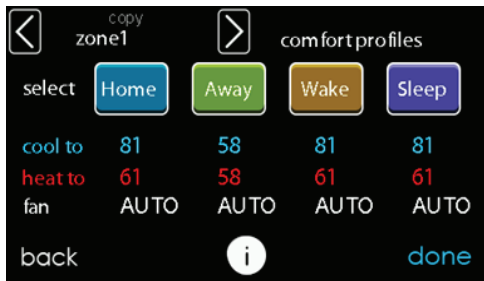 copy
zone1 comfort profiles
select Home Away Wake Sleep
cool to 81 58 81 81
heat to 61 58 61 61
fan AUTO AUTO AUTO AUTO
back i done